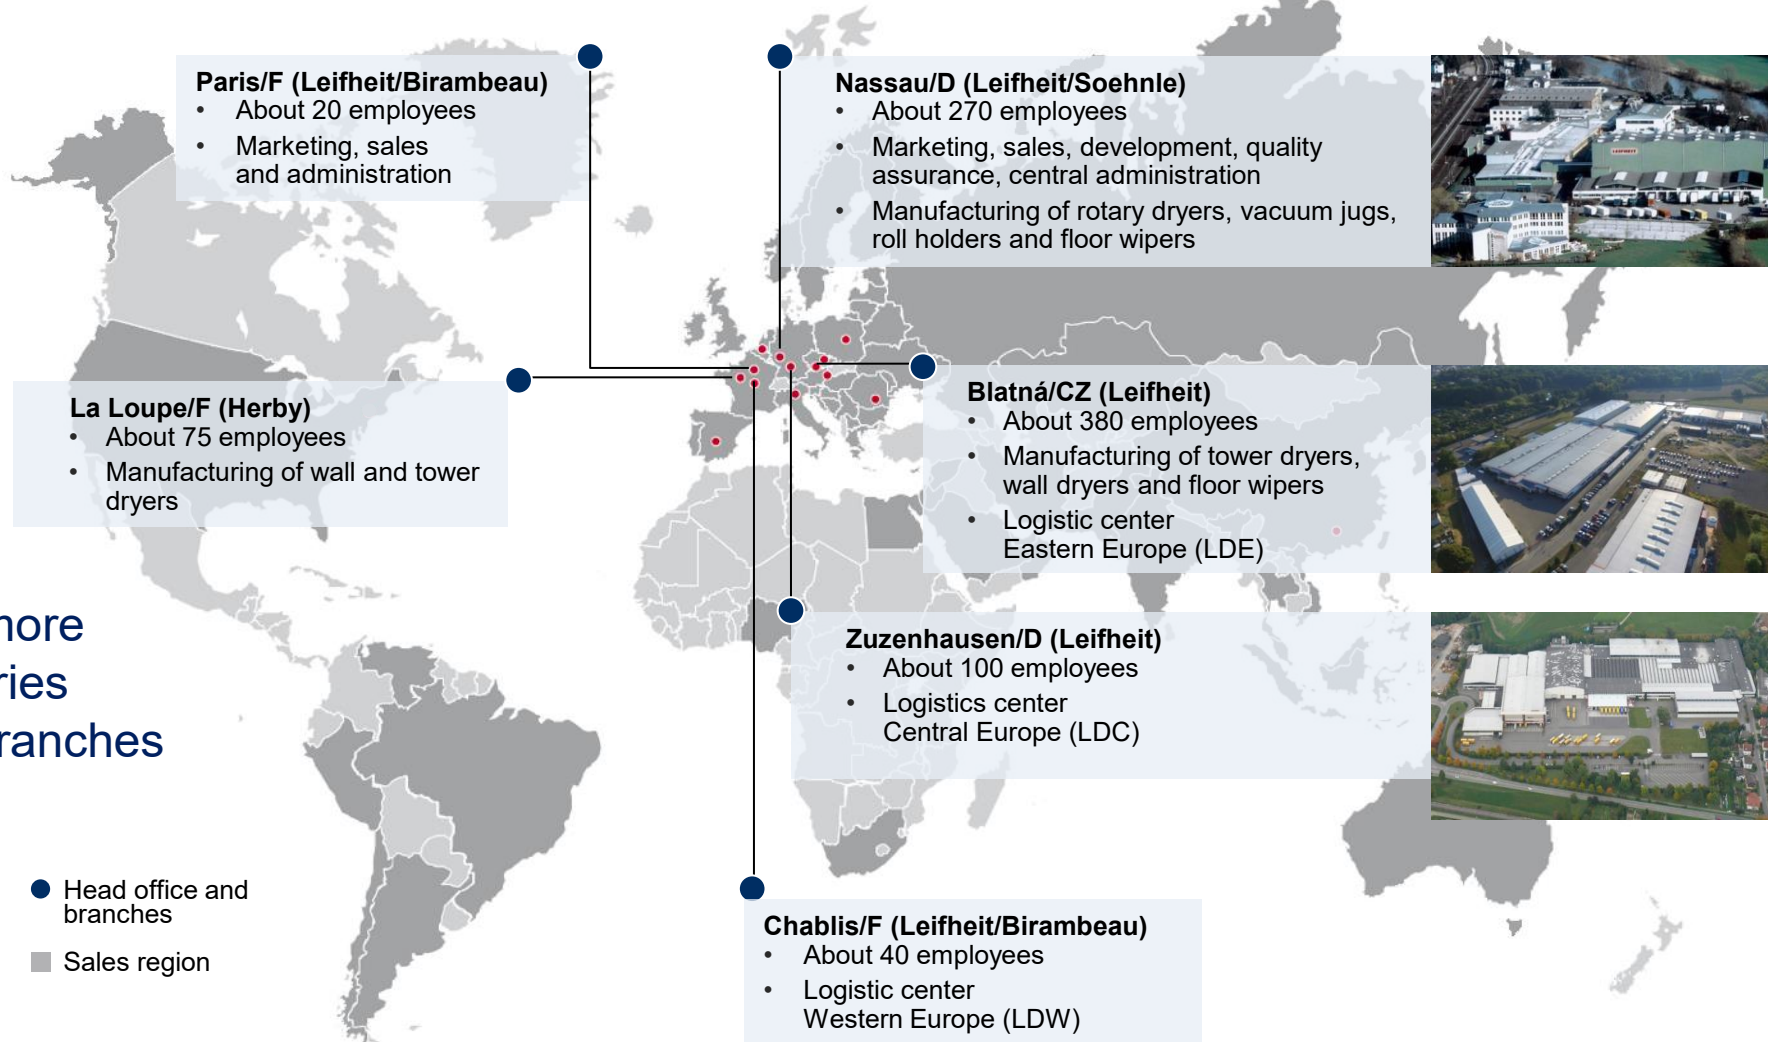 Paris/F (Leifheit/Birambeau)
• About 20 employees
• Marketing, sales
and administration
Nassau/D (Leifheit/Soehnle)
• About 270 employees
• Marketing, sales, development, quality
assurance, central administration
• Manufacturing of rotary dryers, vacuum jugs,
roll holders and floor wipers
LEIFHEIT
La Loupe/F (Herby)
• About 75 employees
• Manufacturing of wall and tower
dryers
Blatná/CZ (Leifheit)
• About 380 employees
• Manufacturing of tower dryers,
wall dryers and floor wipers
• Logistic center
Eastern Europe (LDE)
Zuzenhausen/D (Leifheit)
• About 100 employees
• Logistics center
Central Europe (LDC)
more
ries
ranches
Head office and
branches
Sales region
Chablis/F (Leifheit/Birambeau)
• About 40 employees
• Logistic center
Western Europe (LDW)